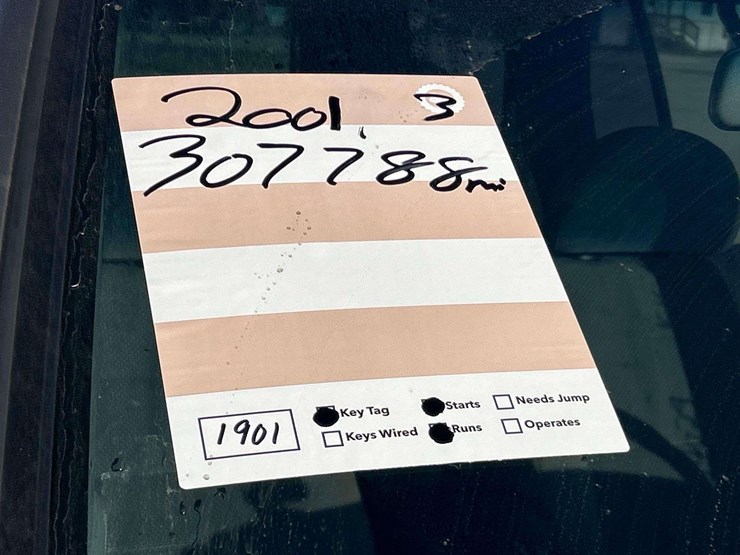 2001 3
307788mi
1901
Key Tag Starts Needs Jump
Keys Wired Runs Operates